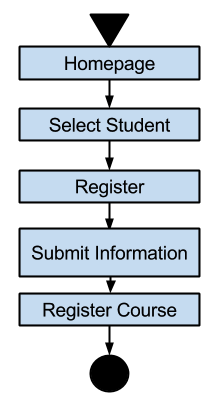 Homepage
Select Student
Register
Submit Information
Register Course